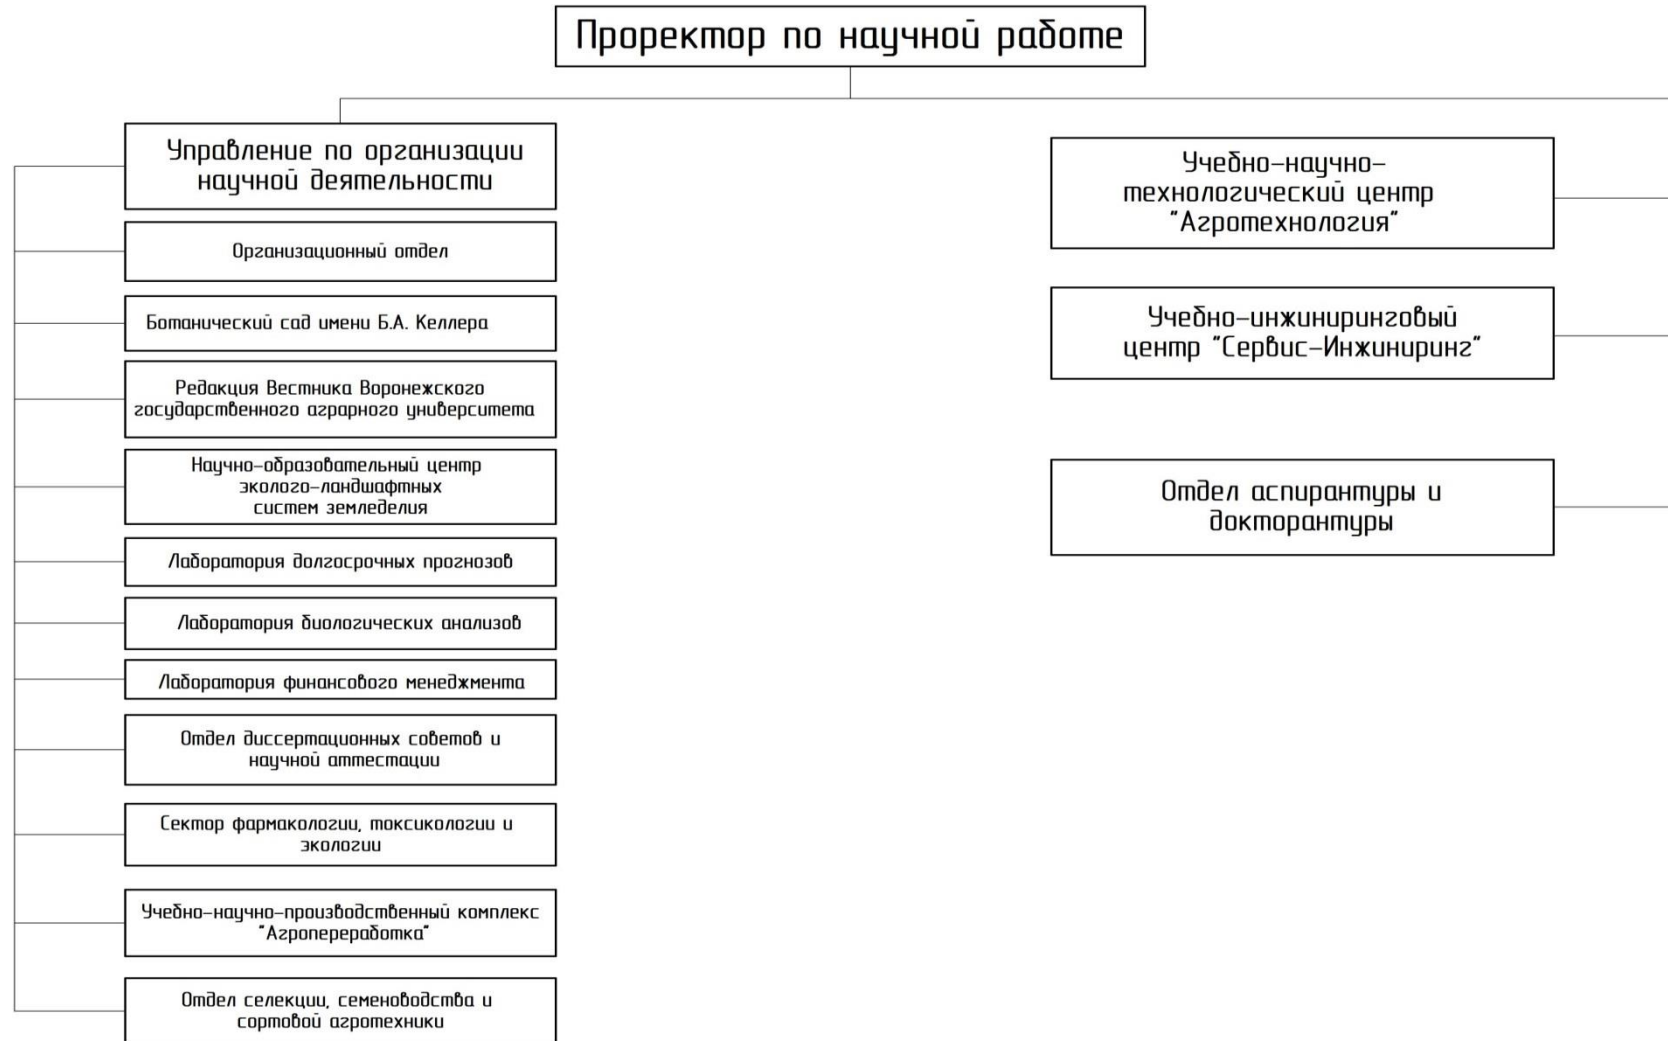 Проректор по научной работе
Управление по организации
научной деятельности
Организационный отдел
Ботанический сад имени Б.А. Келлера
Редакция Вестника Воронежского
государственного аграрного университета
Научно-образовательный центр
эколого-ландшафтных
систем земледелия
Лаборатория долгосрочных прогнозов
Лаборатория биологических анализов
Лаборатория финансового менеджмента
Отдел диссертационных советов и
научной аттестации
Сектор фармакологии, токсикологии и
экологии
Учебно-научно-производственный комплекс
"Агропереработка"
Отдел селекции, семеноводства и
сортовой агротехники
Учебно-научно-
технологический центр
"Агротехнология"
Учебно-инжиниринговый
центр "Сервис-Инжиниринг"
Отдел аспирантуры и
докторантуры